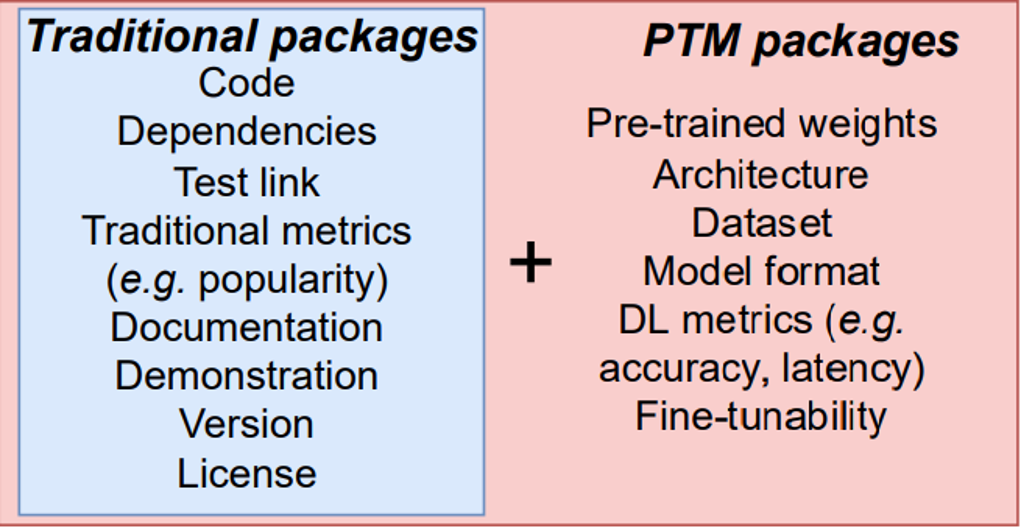 Traditional packages
Code
Dependencies
Test link
Traditional metrics
(e.g. popularity)
Documentation
Demonstration
Version
License
+
PTM packages
Pre-trained weights
Architecture
Dataset
Model format
DL metrics (e.g.
accuracy, latency)
Fine-tunability